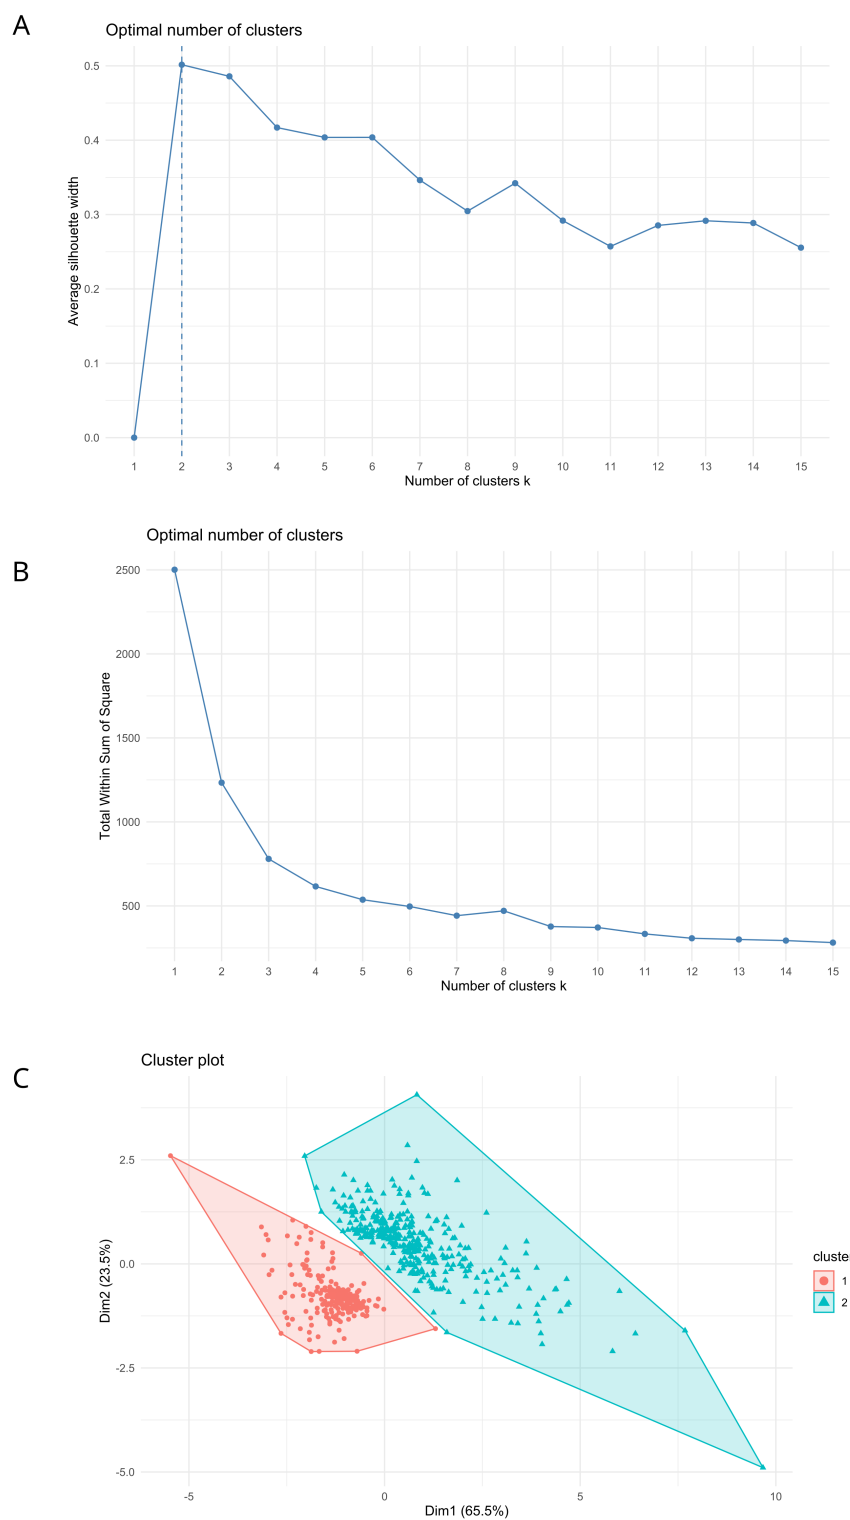 A
Optimal number of clusters
Average silhouette width
0.5
0.4
0.3
0.2
0.1
0.0
1 2 3 4 5 6 7 8 9 10 11 12 13 14 15
Number of clusters k
B
Optimal number of clusters
Total Within Sum of Square
2500
2000
1500
1000
500
1 2 3 4 5 6 7 8 9 10 11 12 13 14 15
Number of clusters k
C
Cluster plot
Dim2 (23.5%)
2.5
0.0
-2.5
-5.0
-5 0 5 10
Dim1 (65.5%)
cluste
1
2